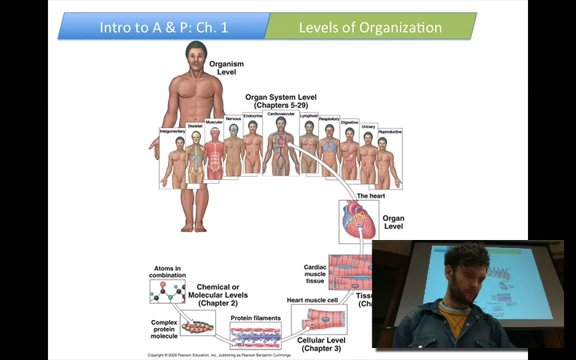 Intro to A & P: Ch. 1
Levels of Organization
Organism
Level
Organ System Level
(Chapters 5-29)
Integumentary
Skeletal
Muscular
Nervous
Endocrine
Cardiovascular
Lymphoid
Respiratory
Digestive
Urinary
Reproductive
The heart
Organ
Level
Cardiac
muscle
tissue
Atoms in
combination
Chemical or
Molecular Levels
(Chapter 2)
Heart muscle cell
Protein filaments
Complex
protein
molecule
Cellular Level
(Chapter 3)
Copyright © 2009 Pearson Education, Inc., publishing as Pearson Benjamin Cummings